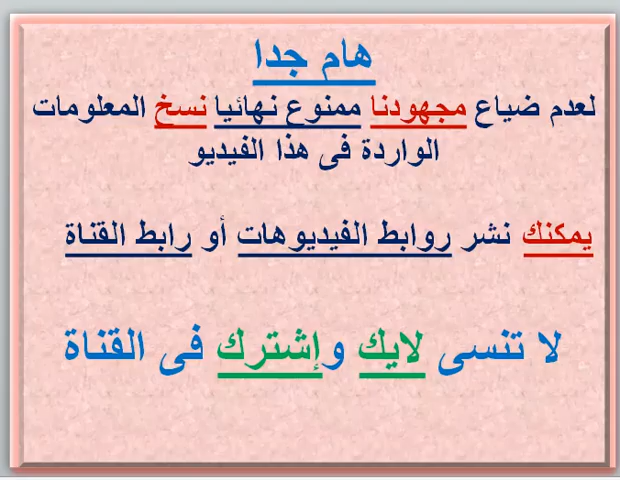 هام جدا
لعدم ضياع مجهودنا ممنوع نهائيا نسخ المعلومات
الواردة فى هذا الفيديو
يمكنك نشر روابط الفيديوهات أو رابط القناة
لا تنسى لايك وإشترك فى القناة